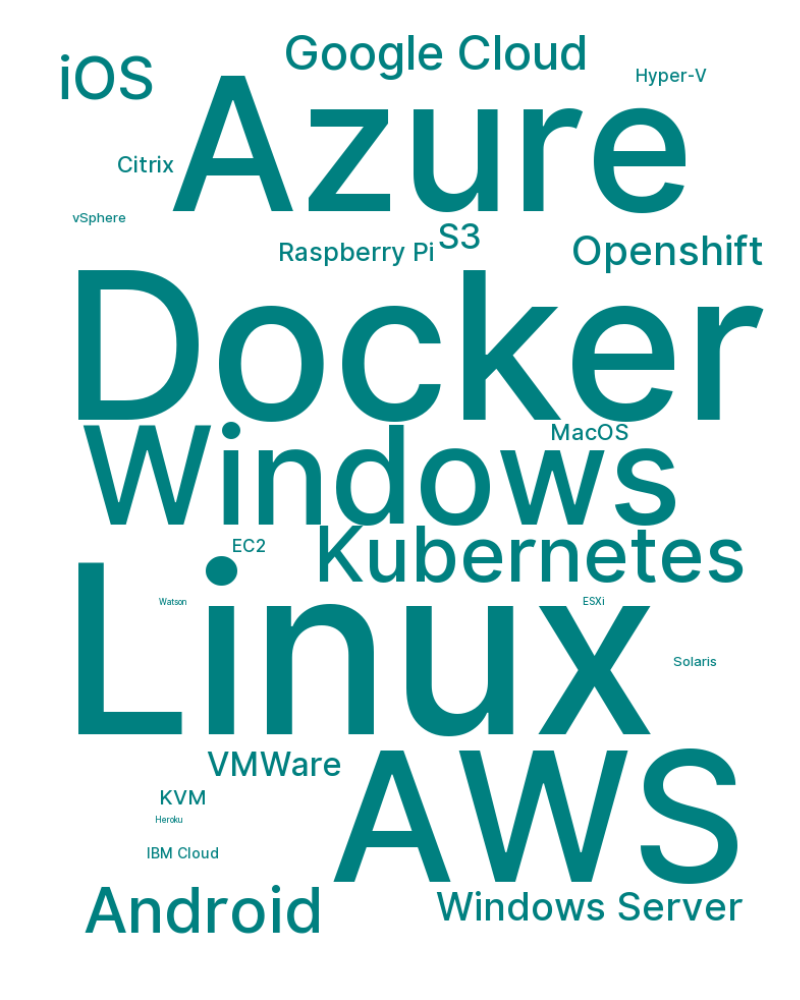 Google Cloud
iOS
Hyper-V
Azure
Citrix
vSphere
S3
Raspberry Pi
Openshift
Docker
MacOS
Windows
EC2
Kubernetes
Watson
ESXi
Linux
Solaris
VMWare
AWS
KVM
Heroku
IBM Cloud
Android
Windows Server